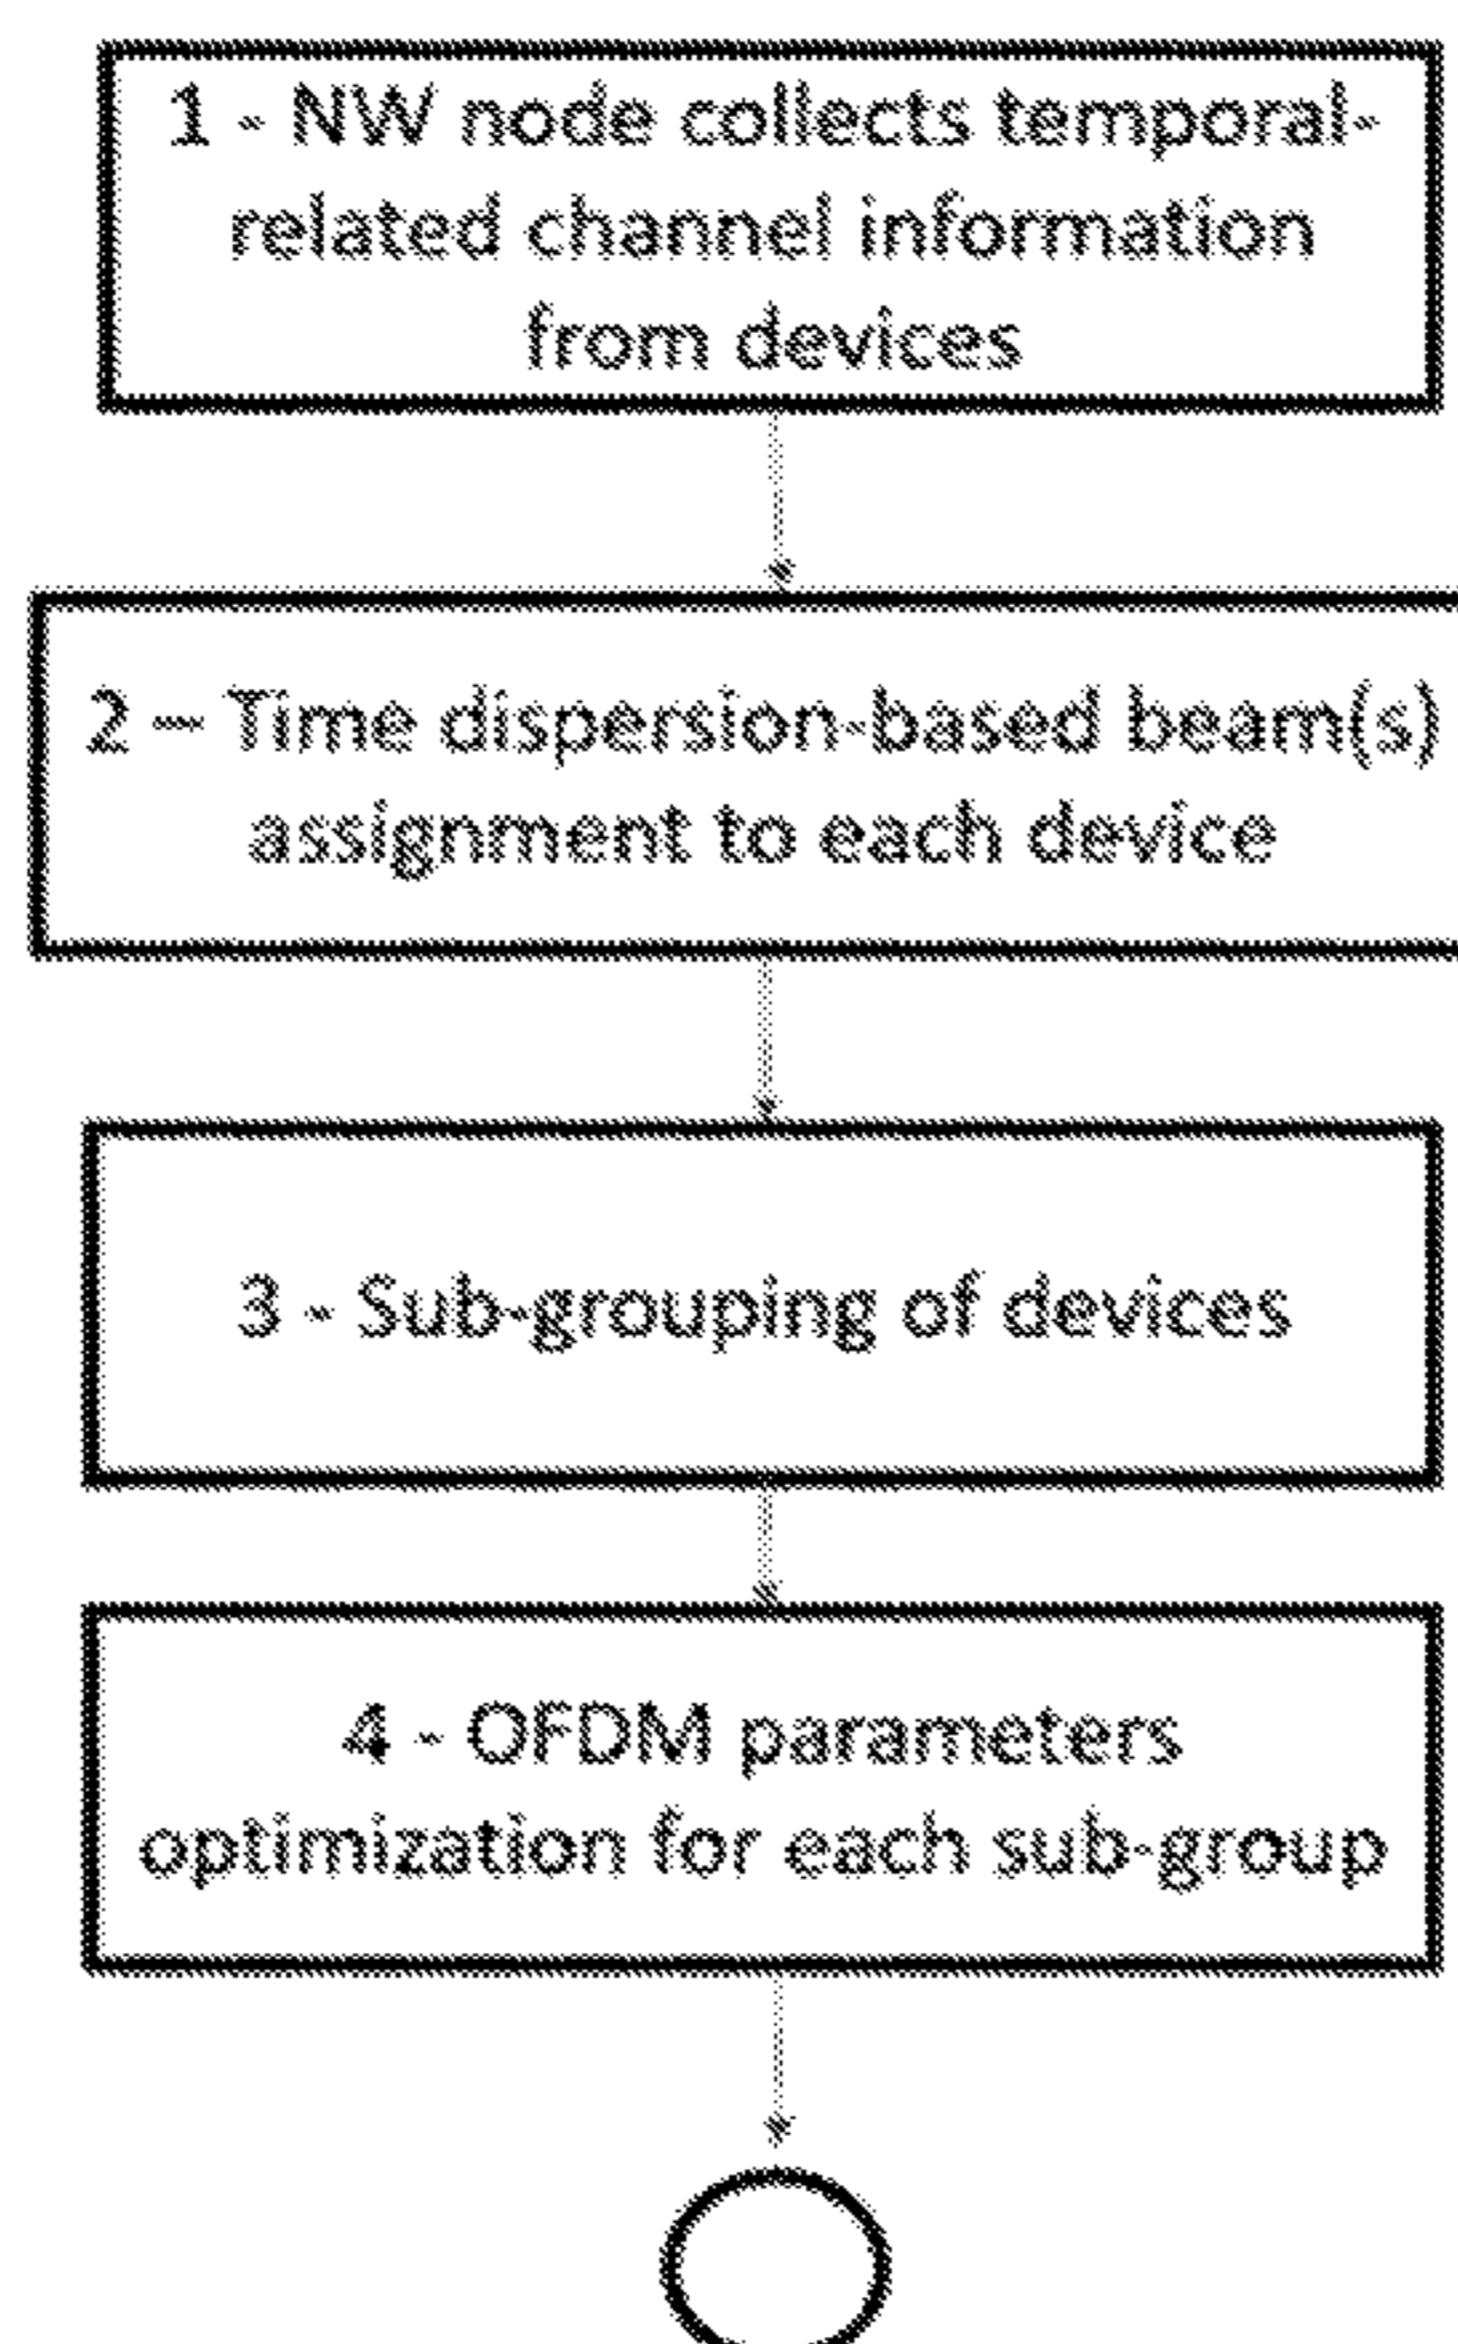 1 - NW node collects temporal-
related channel information
from devices
2 – Time dispersion-based beam(s)
assignment to each device
3 - Sub-grouping of devices
4 - OFDM parameters
optimization for each sub-group